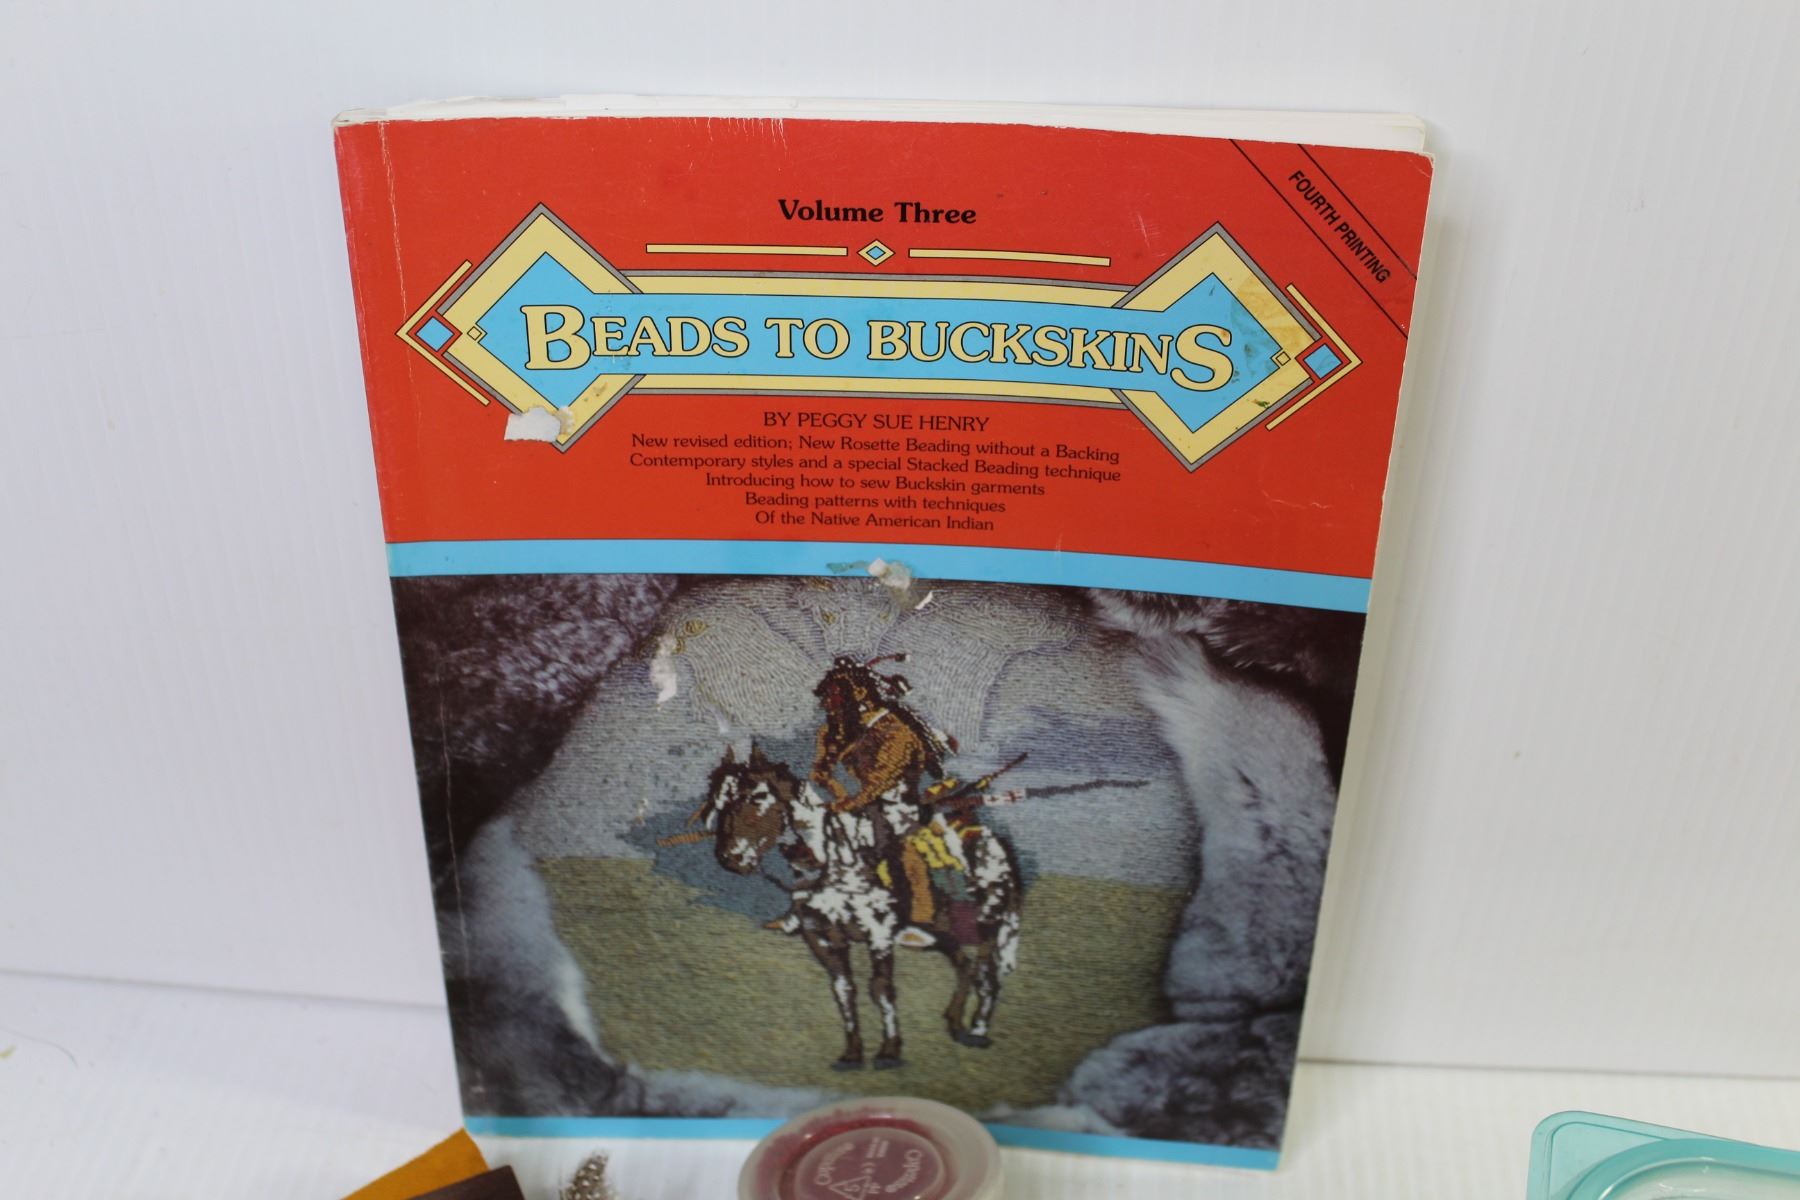 Volume Three
FOURTH PRINTING
BEADS TO BUCKSKINS
BY PEGGY SUE HENRY
New revised edition; New Rosette Beading without a Backing
Contemporary styles and a special Stacked Beading technique
Introducing how to sew Buckskin garments
Beading patterns with techniques
Of the Native American Indian